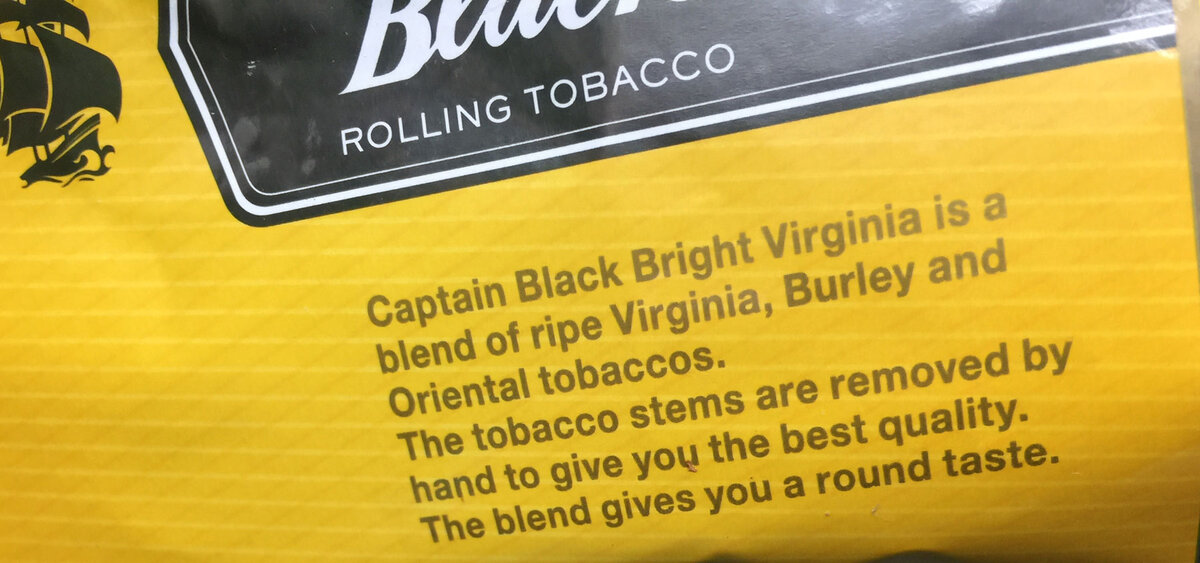 Black
ROLLING TOBACCO
Captain Black Bright Virginia is a
blend of ripe Virginia, Burley and
Oriental tobaccos.
The tobacco stems are removed by
hand to give you the best quality.
The blend gives you a round taste.